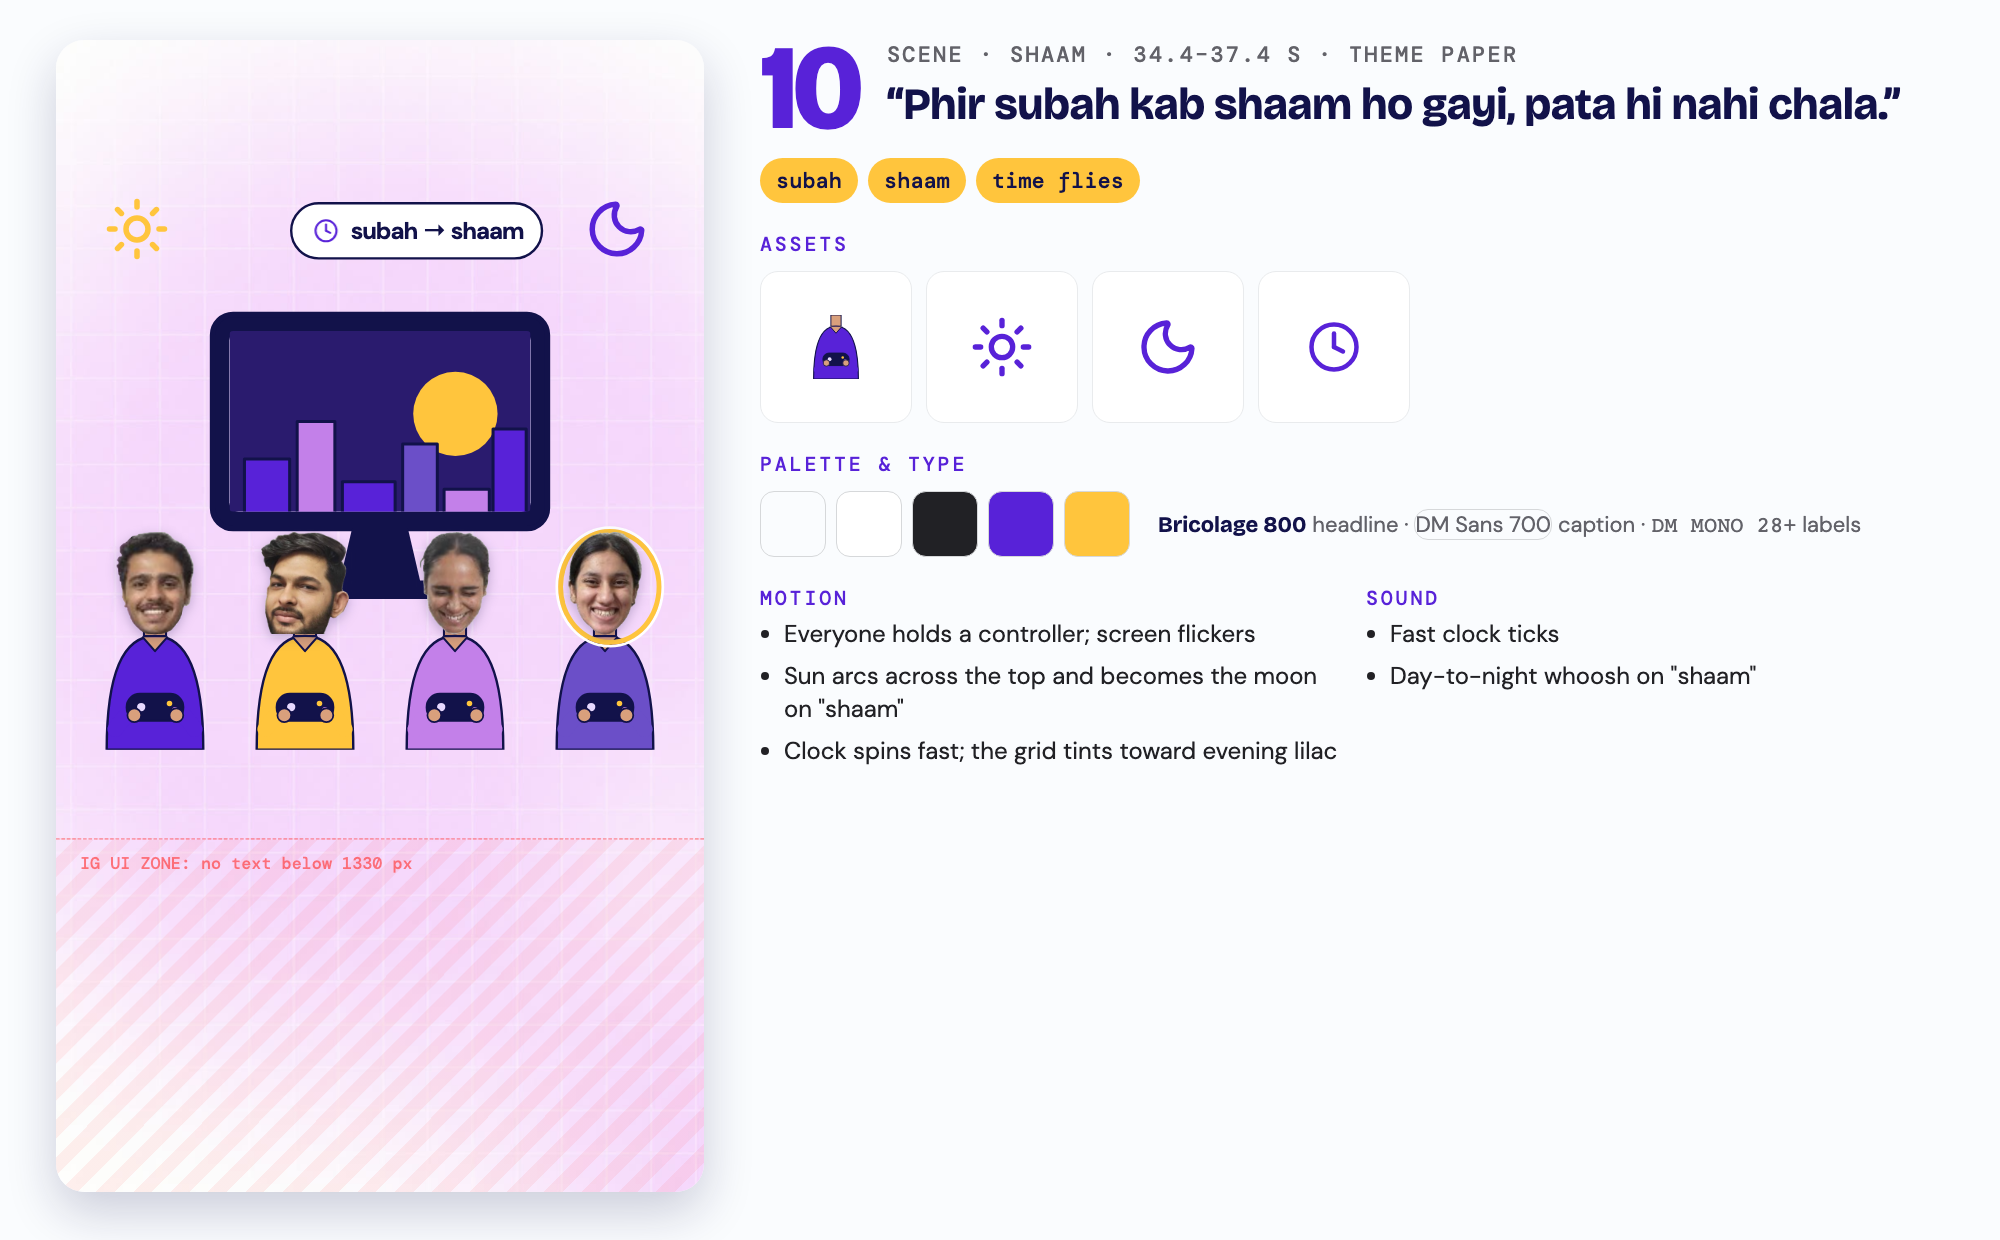 10
SCENE · SHAAM · 34.4–37.4 S · THEME PAPER
“Phir subah kab shaam ho gayi, pata hi nahi chala.”
subah shaam time flies
subah → shaam
ASSETS
PALETTE & TYPE
Bricolage 800 headline · DM Sans 700 caption · DM MONO 28+ labels
MOTION
• Everyone holds a controller; screen flickers
• Sun arcs across the top and becomes the moon
on "shaam"
• Clock spins fast; the grid tints toward evening lilac
SOUND
• Fast clock ticks
• Day-to-night whoosh on "shaam"
IG UI ZONE: no text below 1330 px